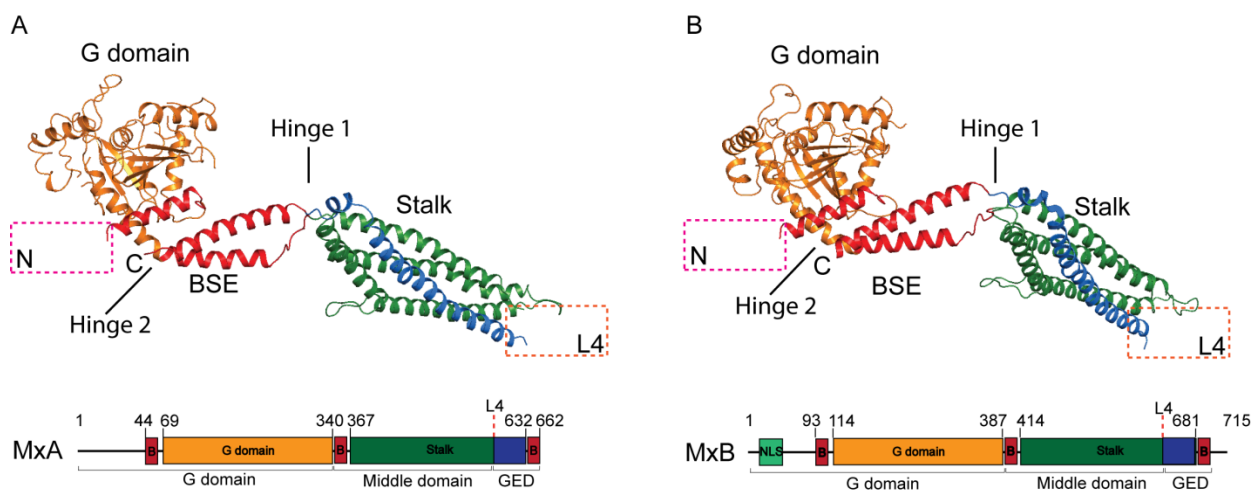 A
G domain
Hinge 1
Stalk
N
C
BSE
Hinge 2
L4
1 44 69 340 367 L4 632 662
MxA B G domain B Stalk B
G domain Middle domain GED
B
G domain
Hinge 1
Stalk
N
C
BSE
Hinge 2
L4
1 93 114 387 414 L4 681 715
MxB NLS B G domain B Stalk B
G domain Middle domain GED